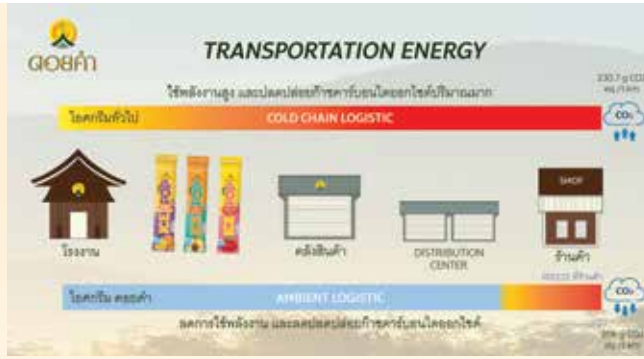 ดอยคำ
TRANSPORTATION ENERGY
ใช้พลังงานสูง และปลดปล่อยก๊าซคาร์บอนไดออกไซด์ปริมาณมาก
ไอศกรีมทั่วไป
COLD CHAIN LOGISTIC
CO₂
โรงงาน
คลังสินค้า
DISTRIBUTION
CENTER
SHOP
ร้านค้า
ไอศกรีม ดอยคำ
AMBIENT LOGISTIC
CO₂
ลดการใช้พลังงาน และลดปลดปล่อยก๊าซคาร์บอนไดออกไซด์